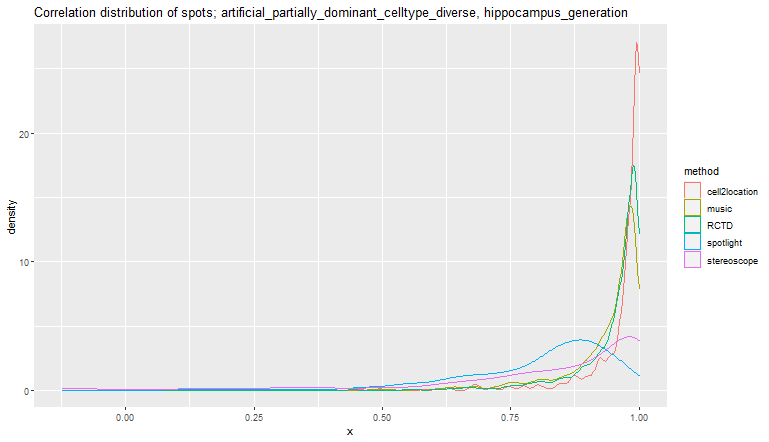 Correlation distribution of spots; artificial_partially_dominant_celltype_diverse, hippocampus_generation
20
10
0
density
0.00 0.25 0.50 0.75 1.00
x
method
cell2location
music
RCTD
spotlight
stereoscope